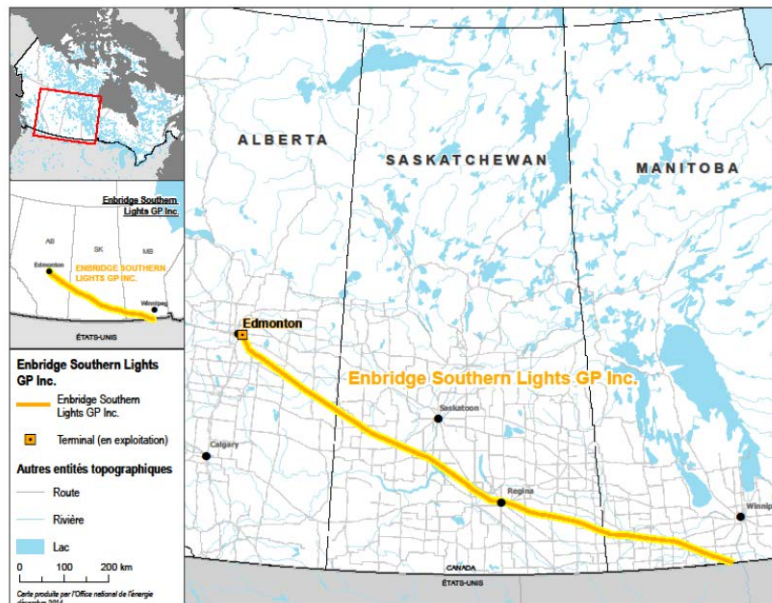 Enbridge Southern
Lights GP Inc.
AB
SK
MB
Edmonton
ENBRIDGE SOUTHERN
LIGHTS GP INC.
Winnipeg
ÉTATS-UNIS
Enbridge Southern Lights
GP Inc.
Enbridge Southern
Lights GP Inc.
Terminal (en exploitation)
Autres entités topographiques
Route
Rivière
Lac
0 100 200
km
Carte produite par l'Office national de l'énergie
décembre 2014
ALBERTA
SASKATCHEWAN
MANITOBA
Edmonton
Enbridge Southern Lights GP Inc.
Saskatoon
Calgary
Regina
Winnip
CANADA
ÉTATS-UNIS